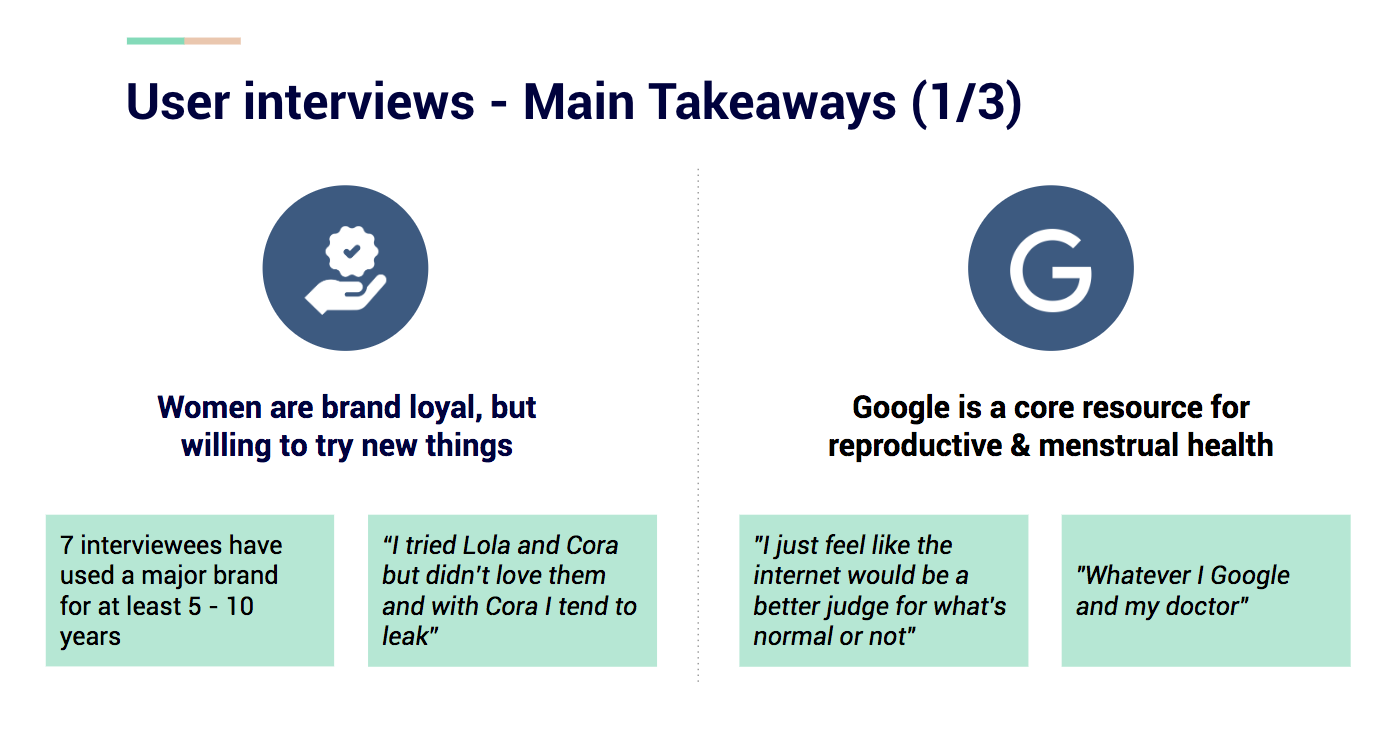 User interviews - Main Takeaways (1/3)
G
Women are brand loyal, but
willing to try new things
7 interviewees have
used a major brand
for at least 5 - 10
years
“I tried Lola and Cora
but didn’t love them
and with Cora I tend to
leak”
Google is a core resource for
reproductive & menstrual health
"I just feel like the
internet would be a
better judge for what's
normal or not"
"Whatever I Google
and my doctor"